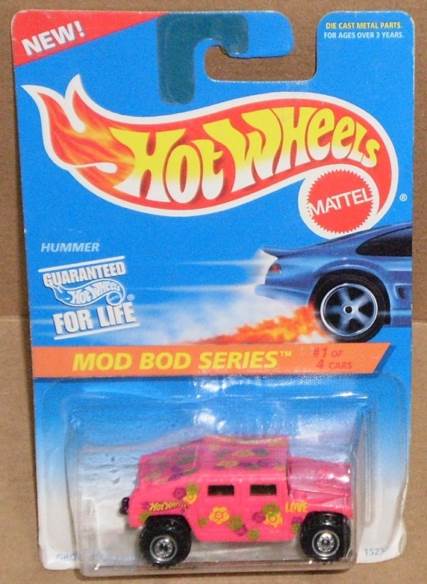 NEW!
DIE CAST METAL PARTS.
FOR AGES OVER 3 YEARS.
HOT WHEELS
MATTEL
®
HUMMER
GUARANTEED
HOT WHEELS ®
FOR LIFE
MOD BOD SERIES™
#1 OF
4 CARS
Hot Wheels
LOVE